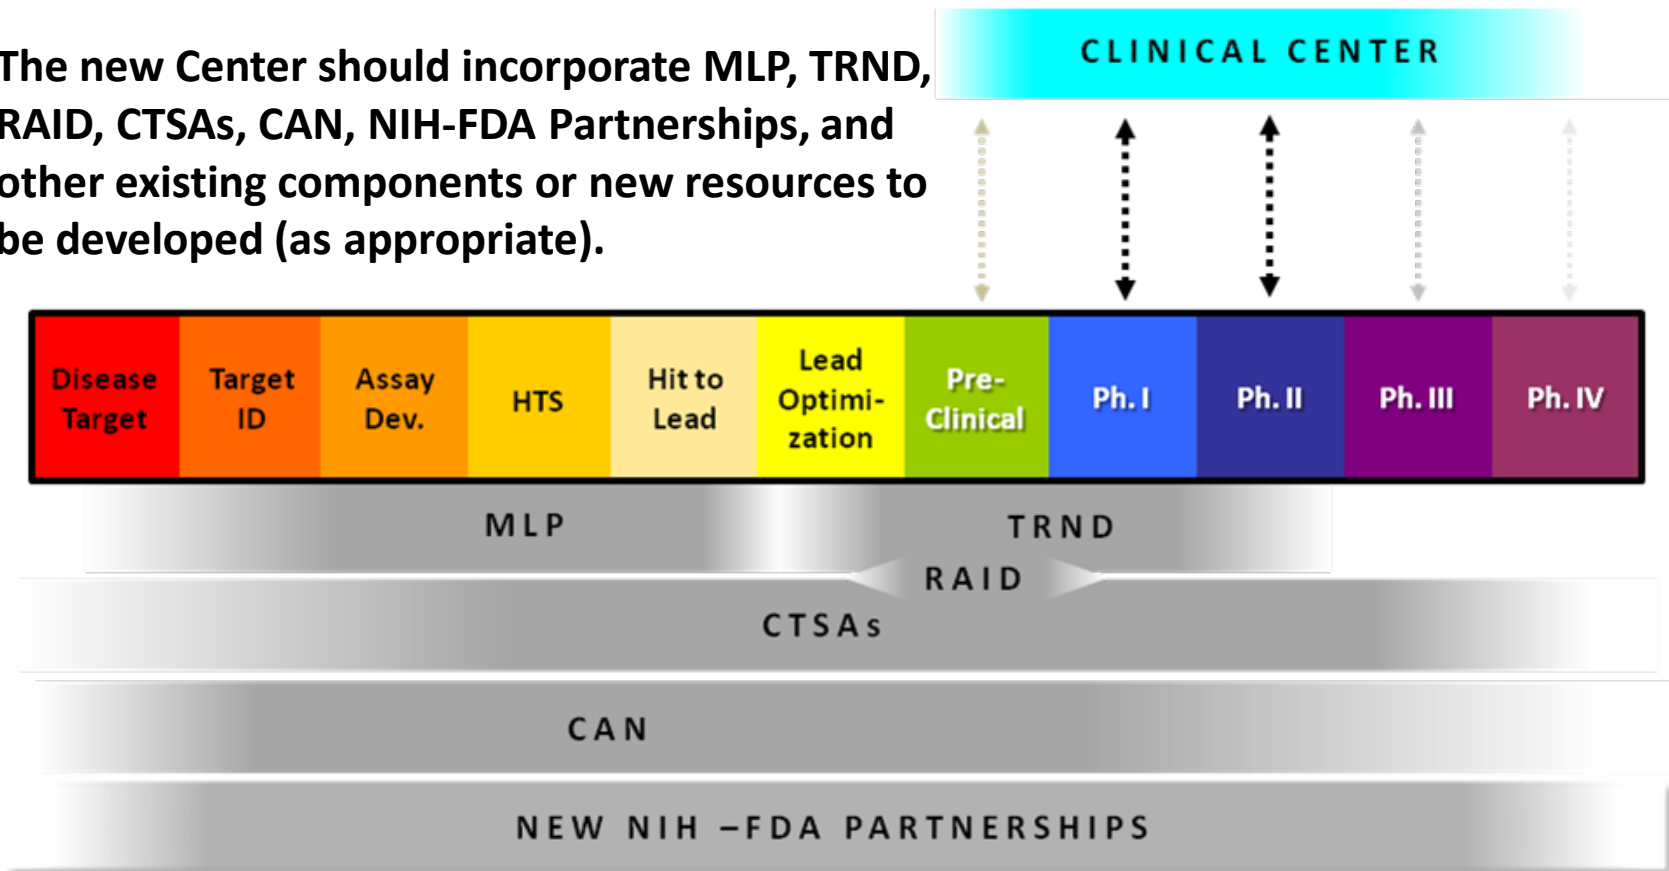 The new Center should incorporate MLP, TRND,
RAID, CTSAs, CAN, NIH-FDA Partnerships, and
other existing components or new resources to
be developed (as appropriate).
CLINICAL CENTER
Disease
Target
Target
ID
Assay
Dev.
HTS
Hit to
Lead
Lead
Optimi-
zation
Pre-
Clinical
Ph. I
Ph. II
Ph. III
Ph. IV
MLP
TRND
RAID
CTSAs
CAN
NEW NIH –FDA PARTNERSHIPS